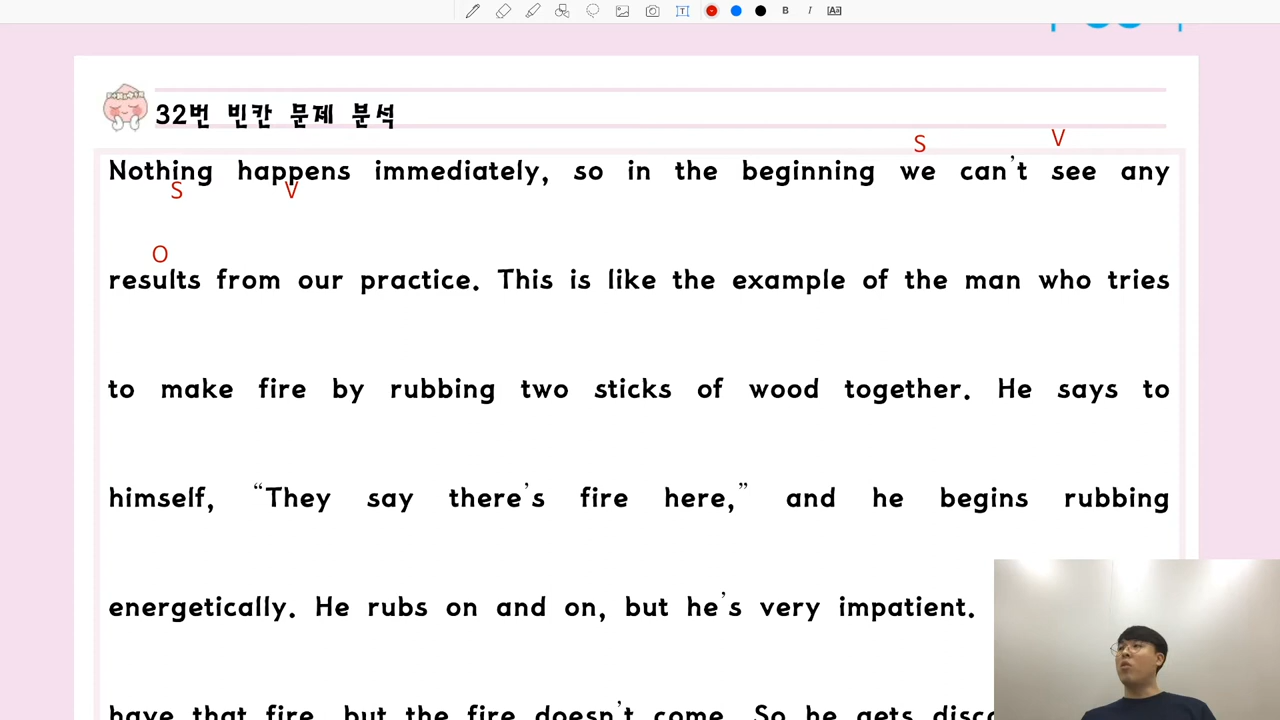 B I Aa
32번 빈칸 문제 분석
S V
Nothing happens immediately, so in the beginning we can't see any
S V
O
results from our practice. This is like the example of the man who tries
to make fire by rubbing two sticks of wood together. He says to
himself, “They say there's fire here,” and he begins rubbing
energetically. He rubs on and on, but he's very impatient.
have that fire, but the fire doesn't come. So he gets